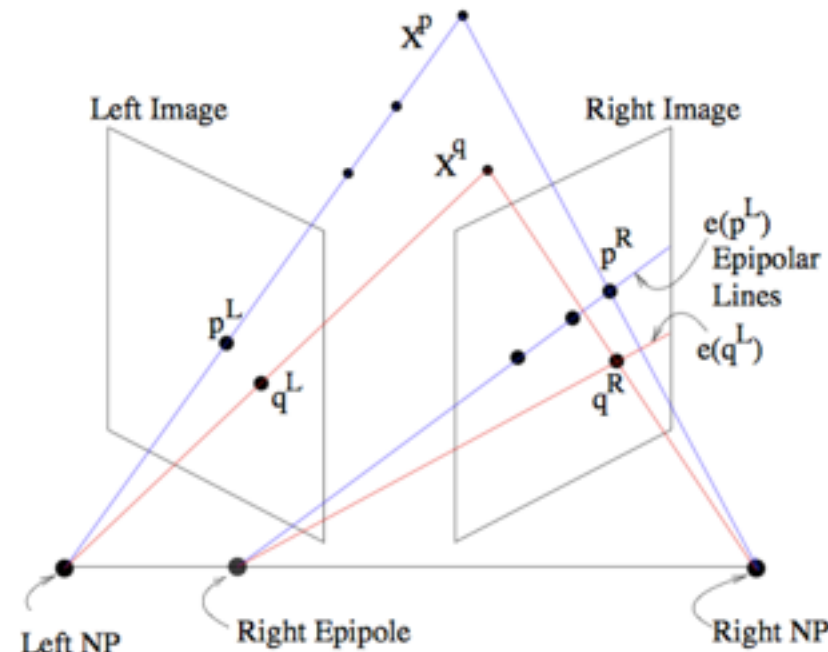 X^p
Left Image
Right Image
X^q
e(p^L)
p^R
Epipolar
Lines
p^L
e(q^L)
q^L
q^R
Right Epipole
Right NP
Left NP